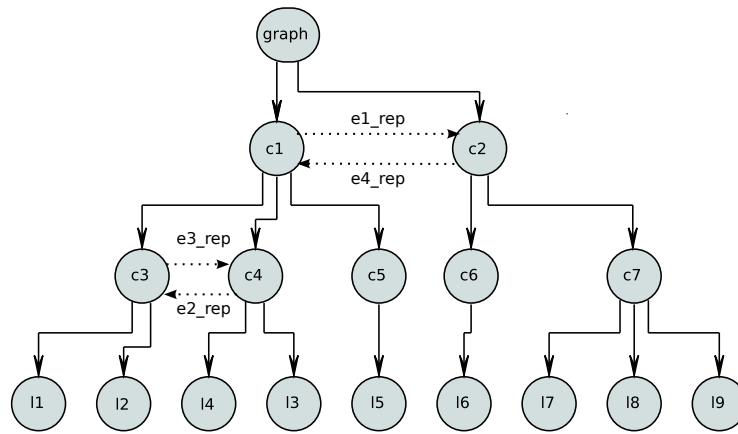 graph
e1_rep
c1
c2
e4_rep
e3_rep
c3
c4
c5
c6
c7
e2_rep
l1
l2
l4
l3
l5
l6
l7
l8
l9